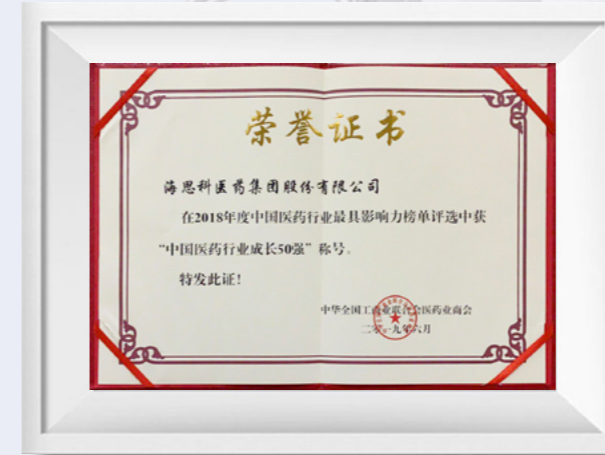 荣誉证书
海思科医药集团股份有限公司
在2018年度中国医药行业最具影响力榜单评选中获
“中国医药行业成长50强”称号。
特发此证!
中华全国工商业联合会医药业商会
二零一九年六月